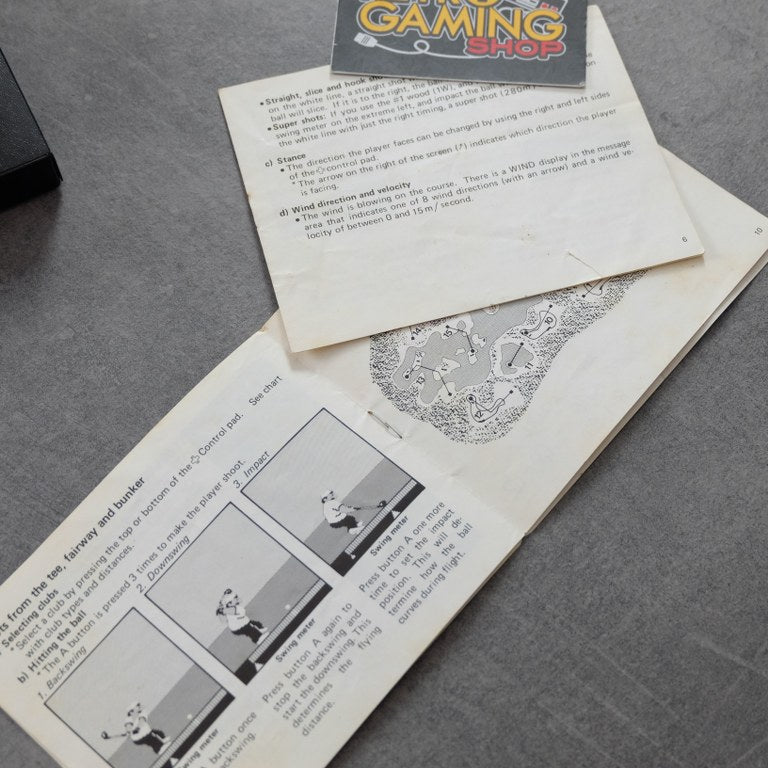 GAMING
SHOP
• Straight, slice and hook
on the white line, a straight shot
ball will slice. If it is to the right, the ball
• Super shots: If you use the #1 wood (1W), and impact the ball
swing meter on the extreme left, a super shot (280m)
the white line with just the right timing,
c) Stance
• The direction the player faces can be changed by using the right and left sides
of the control pad.
* The arrow on the right of the screen (↗) indicates which direction the player
is facing.
d) Wind direction and velocity
• The wind is blowing on the course. There is a WIND display in the message
area that indicates one of 8 wind directions (with an arrow) and a wind ve-
locity of between 0 and 15m/second.
6
10
14
15
13
10
11
12
from the tee, fairway and bunker
Selecting clubs
* Select a club by pressing the top or bottom of the Control pad. See chart
with club types and distances.
b) Hitting the ball
* The A button is pressed 3 times to make the player shoot.
1. Backswing
2. Downswing
3. Impact
Swing meter
Swing meter
button once
backswing.
Press button A again to
stop the backswing and
start the downswing. This
determines the flying
distance.
Swing meter
Press button A one more
time to set the impact
position. This will de-
termine how the ball
curves during flight.